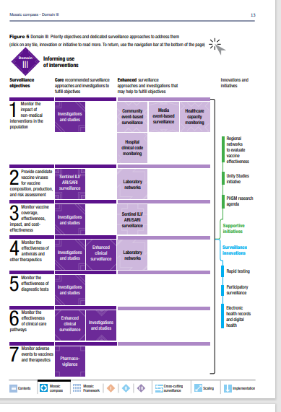 Mosaic compass – Domain III
13
Figure 5 Domain III: Priority objectives and dedicated surveillance approaches to address them
(click on any tile, innovation or initiative to read more. To return, use the navigation bar at the bottom of the page)
Domain
III
Informing use
of interventions
Surveillance
objectives
Core recommended surveillance
approaches and investigations to
fulfil objectives
Enhanced surveillance
approaches and investigations that
may help to fulfil objectives
Innovations and
initiatives
1
Monitor the
impact of
non-medical
interventions in the
population
Investigations
and studies
Community
event-based
surveillance
Media
event-based
surveillance
Healthcare
capacity
monitoring
Hospital
clinical code
monitoring
2
Provide candidate
vaccine viruses
for vaccine
composition, production,
and risk assessment
Sentinel ILI/
ARI/SARI
surveillance
Laboratory
networks
3
Monitor vaccine
coverage,
effectiveness,
impact, and cost-
effectiveness
Investigations
and studies
Sentinel ILI/
ARI/SARI
surveillance
4
Monitor the
effectiveness of
antivirals and
other therapeutics
Investigations
and studies
Enhanced
clinical
surveillance
Laboratory
networks
5
Monitor the
effectiveness of
diagnostic tests
Investigations
and studies
6
Monitor
effectiveness
of clinical care
pathways
Enhanced
clinical
surveillance
Investigations
and studies
7
Monitor adverse
events to vaccines
and therapeutics
Pharmaco-
vigilance
Regional
networks
to evaluate
vaccine
effectiveness
Unity Studies
initiative
PHSM research
agenda
Supportive
initiatives
Surveillance
innovations
Rapid testing
Participatory
surveillance
Electronic
health records
and digital
health
Contents
Mosaic
compass
Mosaic
Framework
I
II
III
Cross-cutting
surveillance
Scaling
Implementation